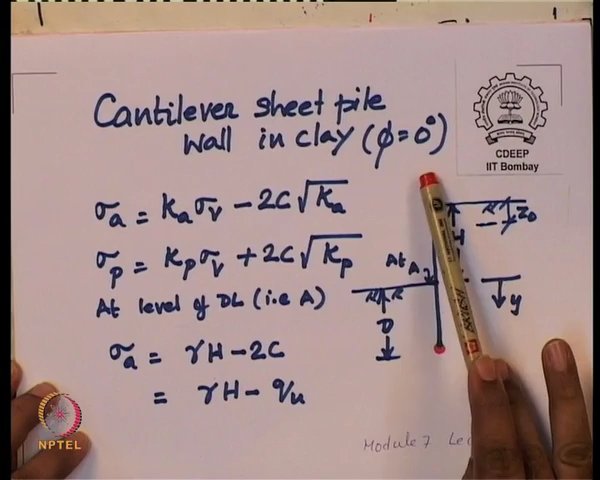 Cantilever sheet pile
wall in clay (ϕ=0°)
CDEEP
IIT Bombay
σa = Ka σv − 2C√Ka
σp = Kp σv + 2C√Kp
At level of DL (i.e A)
σa = γH − 2C
= γH − qu
Z0
H
At A
y
D
NPTEL
Module 7 Lec